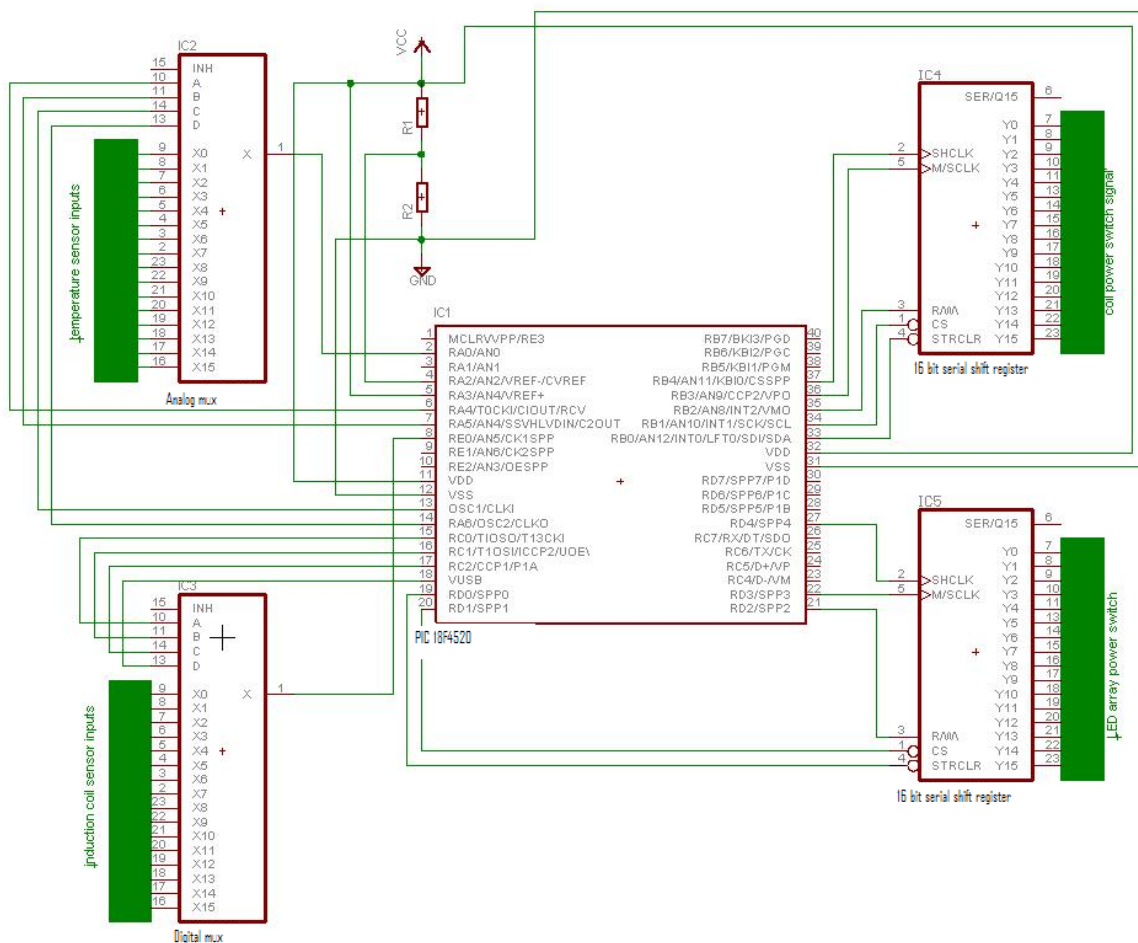 IC2
15 INH
10 A
11 B
14 C
13 D
9 X0 X 1
8 X1
7 X2
6 X3
5 X4
4 X5
3 X6
2 X7
23 X8
22 X9
21 X10
20 X11
19 X12
18 X13
17 X14
16 X15
temperature sensor inputs
Analog mux
VCC
R1
R2
GND
IC4
SER/Q15 6
2 SHCLK
5 M/SCLK
3 R/W\
1 CS
4 STRCLR
Y0 7
Y1 8
Y2 9
Y3 10
Y4 11
Y5 13
Y6 14
Y7 15
Y8 16
Y9 17
Y10 18
Y11 19
Y12 20
Y13 21
Y14 22
Y15 23
coil power switch signal
16 bit serial shift register
IC1
1 MCLR\/VPP/RE3
2 RA0/AN0
3 RA1/AN1
4 RA2/AN2/VREF-/CVREF
5 RA3/AN4/VREF+
6 RA4/T0CKI/CIOUT/RCV
7 RA5/AN4/SSVHLVDIN/C2OUT
8 RE0/AN5/CK1SPP
9 RE1/AN6/CK2SPP
10 RE2/AN3/OESPP
11 VDD
12 VSS
13 OSC1/CLKI
14 RA6/OSC2/CLKO
15 RC0/TIOSO/T13CKI
16 RC1/T1OSI/ICCP2/UOE\
17 RC2/CCP1/P1A
18 VUSB
19 RD0/SPP0
20 RD1/SPP1
RB7/BKI3/PGD 40
RB6/KBI2/PGC 39
RB5/KBI1/PGM 38
RB4/AN11/KBI0/CSSPP 37
RB3/AN9/CCP2/VPO 36
RB2/AN8/INT2/VMO 35
RB1/AN10/INT1/SCK/SCL 34
RB0/AN12/INT0/LFT0/SDI/SDA 33
VDD 32
VSS 31
RD7/SPP7/P1D 30
RD6/SPP6/P1C 29
RD5/SPP5/P1B 28
RD4/SPP4 27
RC7/RX/DT/SDO 26
RC6/TX/CK 25
RC5/D+/VP 24
RC4/D-/VM 23
RD3/SPP3 22
RD2/SPP2 21
PIC 18F4520
IC5
SER/Q15 6
2 SHCLK
5 M/SCLK
3 R/W\
1 CS
4 STRCLR
Y0 7
Y1 8
Y2 9
Y3 10
Y4 11
Y5 13
Y6 14
Y7 15
Y8 16
Y9 17
Y10 18
Y11 19
Y12 20
Y13 21
Y14 22
Y15 23
LED array power switch
16 bit serial shift register
IC3
15 INH
10 A
11 B
14 C
13 D
9 X0 X 1
8 X1
7 X2
6 X3
5 X4
4 X5
3 X6
2 X7
23 X8
22 X9
21 X10
20 X11
19 X12
18 X13
17 X14
16 X15
induction coil sensor inputs
Digital mux